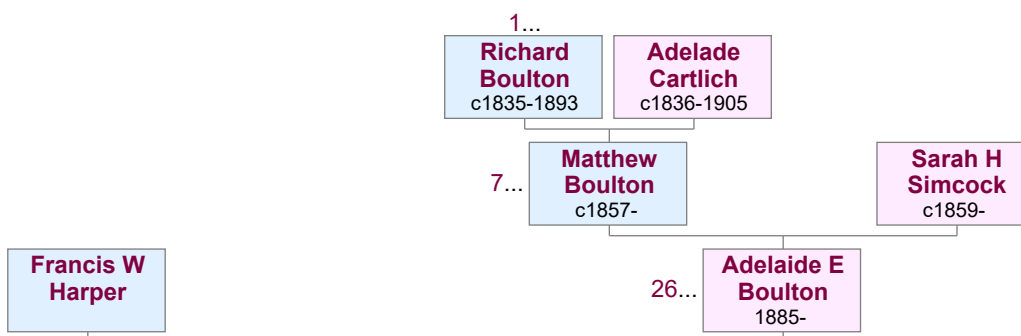 1...
Richard
Boulton
c1835-1893
Adelade
Cartlich
c1836-1905
7...
Matthew
Boulton
c1857-
Sarah H
Simcock
c1859-
Francis W
Harper
26...
Adelaide E
Boulton
1885-